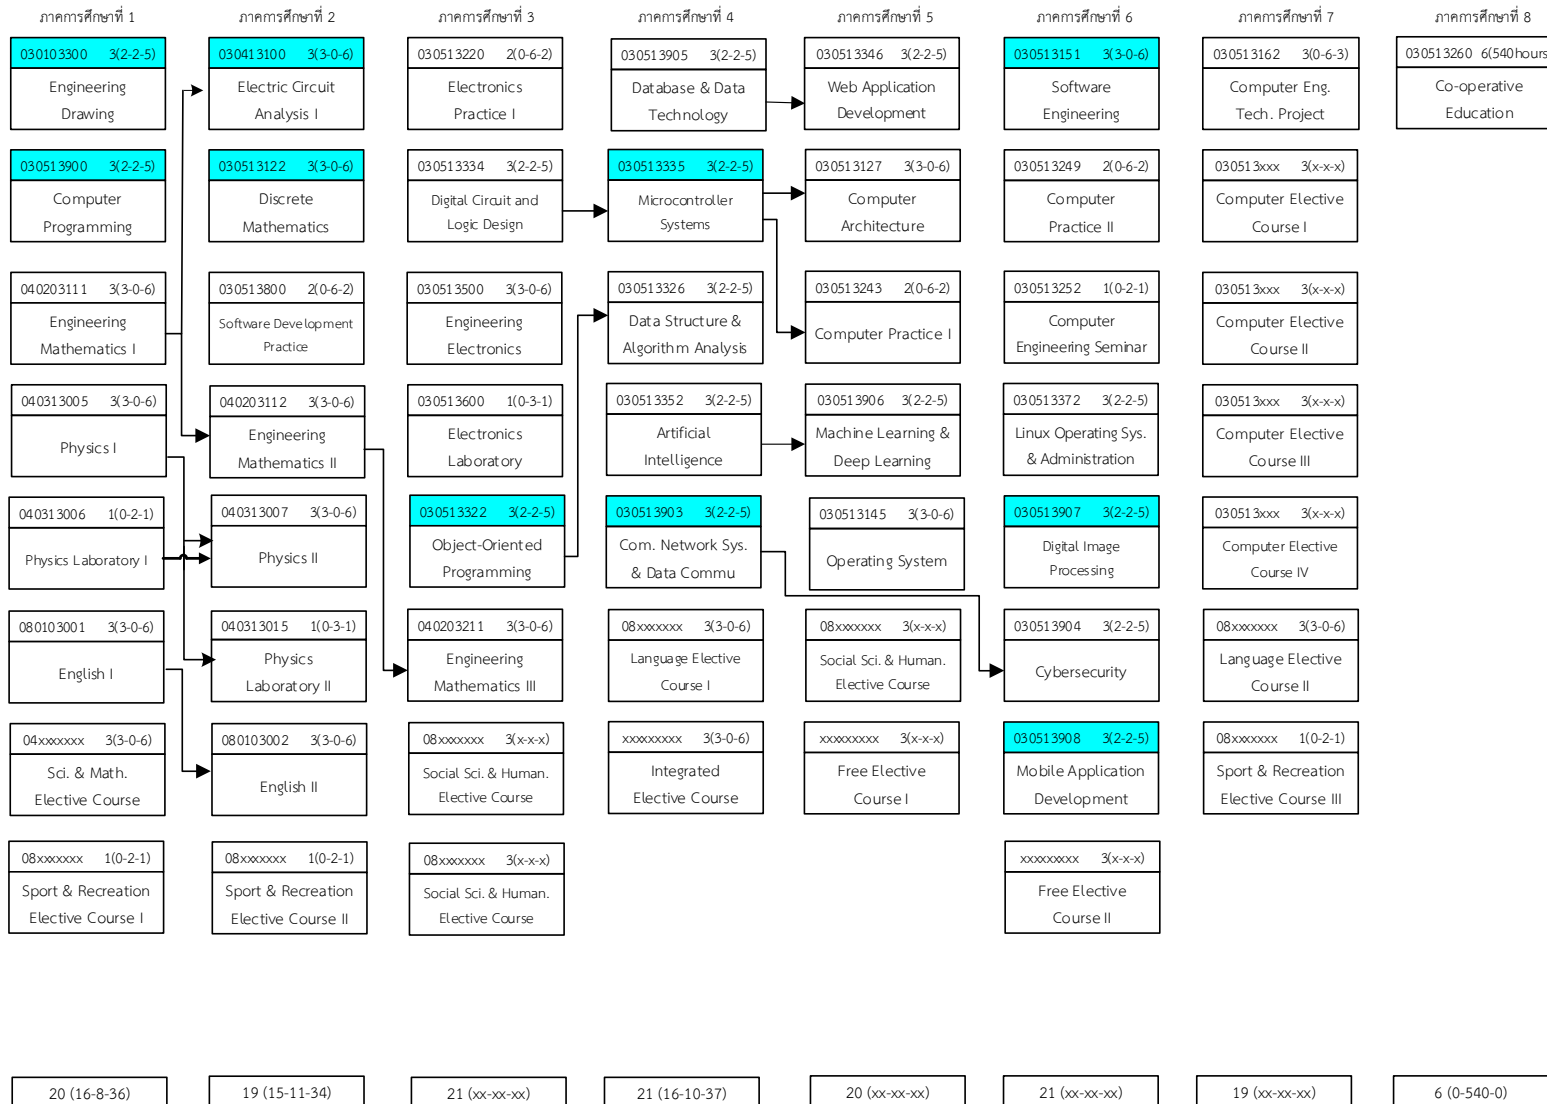 ภาคการศึกษาที่ 1
ภาคการศึกษาที่ 2
ภาคการศึกษาที่ 3
ภาคการศึกษาที่ 4
ภาคการศึกษาที่ 5
ภาคการศึกษาที่ 6
ภาคการศึกษาที่ 7
ภาคการศึกษาที่ 8
030103300 3(2-2-5)
Engineering
Drawing
030413100 3(3-0-6)
Electric Circuit
Analysis I
030513220 2(0-6-2)
Electronics
Practice I
030513905 3(2-2-5)
Database & Data
Technology
030513346 3(2-2-5)
Web Application
Development
030513151 3(3-0-6)
Software
Engineering
030513162 3(0-6-3)
Computer Eng.
Tech. Project
030513260 6(540hours
Co-operative
Education
030513900 3(2-2-5)
Computer
Programming
030513122 3(3-0-6)
Discrete
Mathematics
030513334 3(2-2-5)
Digital Circuit and
Logic Design
030513335 3(2-2-5)
Microcontroller
Systems
030513127 3(3-0-6)
Computer
Architecture
030513249 2(0-6-2)
Computer
Practice II
030513xxx 3(x-x-x)
Computer Elective
Course I
040203111 3(3-0-6)
Engineering
Mathematics I
030513800 2(0-6-2)
Software Development
Practice
030513500 3(3-0-6)
Engineering
Electronics
030513326 3(2-2-5)
Data Structure &
Algorithm Analysis
030513243 2(0-6-2)
Computer Practice I
030513252 1(0-2-1)
Computer
Engineering Seminar
030513xxx 3(x-x-x)
Computer Elective
Course II
040313005 3(3-0-6)
Physics I
040203112 3(3-0-6)
Engineering
Mathematics II
030513600 1(0-3-1)
Electronics
Laboratory
030513352 3(2-2-5)
Artificial
Intelligence
030513906 3(2-2-5)
Machine Learning &
Deep Learning
030513372 3(2-2-5)
Linux Operating Sys.
& Administration
030513xxx 3(x-x-x)
Computer Elective
Course III
040313006 1(0-2-1)
Physics Laboratory I
040313007 3(3-0-6)
Physics II
030513322 3(2-2-5)
Object-Oriented
Programming
030513903 3(2-2-5)
Com. Network Sys.
& Data Commu
030513145 3(3-0-6)
Operating System
030513907 3(2-2-5)
Digital Image
Processing
030513xxx 3(x-x-x)
Computer Elective
Course IV
080103001 3(3-0-6)
English I
040313015 1(0-3-1)
Physics
Laboratory II
040203211 3(3-0-6)
Engineering
Mathematics III
08xxxxxxx 3(3-0-6)
Language Elective
Course I
08xxxxxxx 3(x-x-x)
Social Sci. & Human.
Elective Course
030513904 3(2-2-5)
Cybersecurity
08xxxxxxx 3(3-0-6)
Language Elective
Course II
04xxxxxxx 3(3-0-6)
Sci. & Math.
Elective Course
080103002 3(3-0-6)
English II
08xxxxxxx 3(x-x-x)
Social Sci. & Human.
Elective Course
xxxxxxxxx 3(3-0-6)
Integrated
Elective Course
xxxxxxxxx 3(x-x-x)
Free Elective
Course I
030513908 3(2-2-5)
Mobile Application
Development
08xxxxxxx 1(0-2-1)
Sport & Recreation
Elective Course III
08xxxxxxx 1(0-2-1)
Sport & Recreation
Elective Course I
08xxxxxxx 1(0-2-1)
Sport & Recreation
Elective Course II
08xxxxxxx 3(x-x-x)
Social Sci. & Human.
Elective Course
xxxxxxxxx 3(x-x-x)
Free Elective
Course II
20 (16-8-36)
19 (15-11-34)
21 (xx-xx-xx)
21 (16-10-37)
20 (xx-xx-xx)
21 (xx-xx-xx)
19 (xx-xx-xx)
6 (0-540-0)